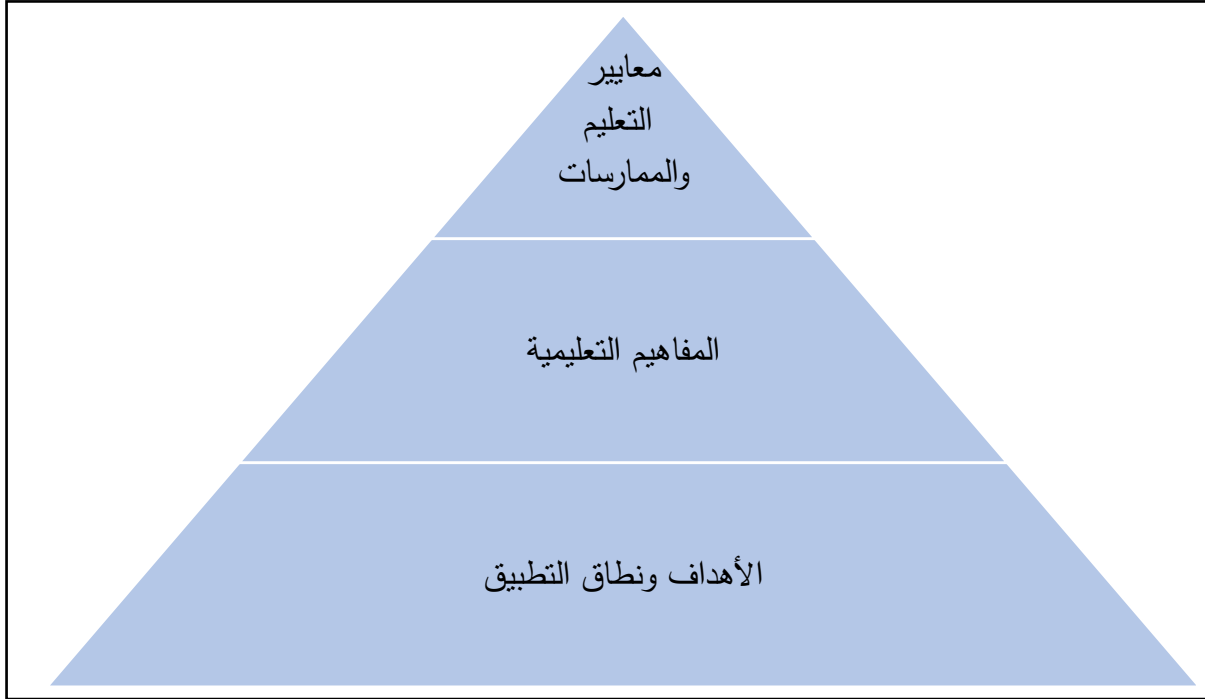 معايير
التعليم
والممارسات
المفاهيم التعليمية
الأهداف ونطاق التطبيق